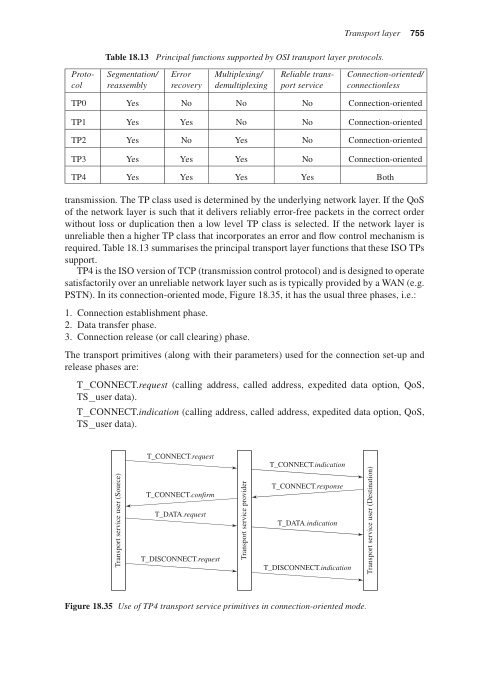 Transport layer 755
Table 18.13 Principal functions supported by OSI transport layer protocols.
Proto- Segmentation/ Error Multiplexing/ Reliable trans- Connection-oriented/
col reassembly recovery demultiplexing port service connectionless
TP0 Yes No No No Connection-oriented
TP1 Yes Yes No No Connection-oriented
TP2 Yes No Yes No Connection-oriented
TP3 Yes Yes Yes No Connection-oriented
TP4 Yes Yes Yes Yes Both
transmission. The TP class used is determined by the underlying network layer. If the QoS
of the network layer is such that it delivers reliably error-free packets in the correct order
without loss or duplication then a low level TP class is selected. If the network layer is
unreliable then a higher TP class that incorporates an error and flow control mechanism is
required. Table 18.13 summarises the principal transport layer functions that these ISO TPs
support.
TP4 is the ISO version of TCP (transmission control protocol) and is designed to operate
satisfactorily over an unreliable network layer such as is typically provided by a WAN (e.g.
PSTN). In its connection-oriented mode, Figure 18.35, it has the usual three phases, i.e.:
1. Connection establishment phase.
2. Data transfer phase.
3. Connection release (or call clearing) phase.
The transport primitives (along with their parameters) used for the connection set-up and
release phases are:
T_CONNECT.request (calling address, called address, expedited data option, QoS,
TS_user data).
T_CONNECT.indication (calling address, called address, expedited data option, QoS,
TS_user data).
Transport service user (Source)
T_CONNECT.request
T_CONNECT.confirm
T_DATA.request
T_DISCONNECT.request
Transport service provider
T_CONNECT.indication
T_CONNECT.response
T_DATA.indication
T_DISCONNECT.indication
Transport service user (Destination)
Figure 18.35 Use of TP4 transport service primitives in connection-oriented mode.